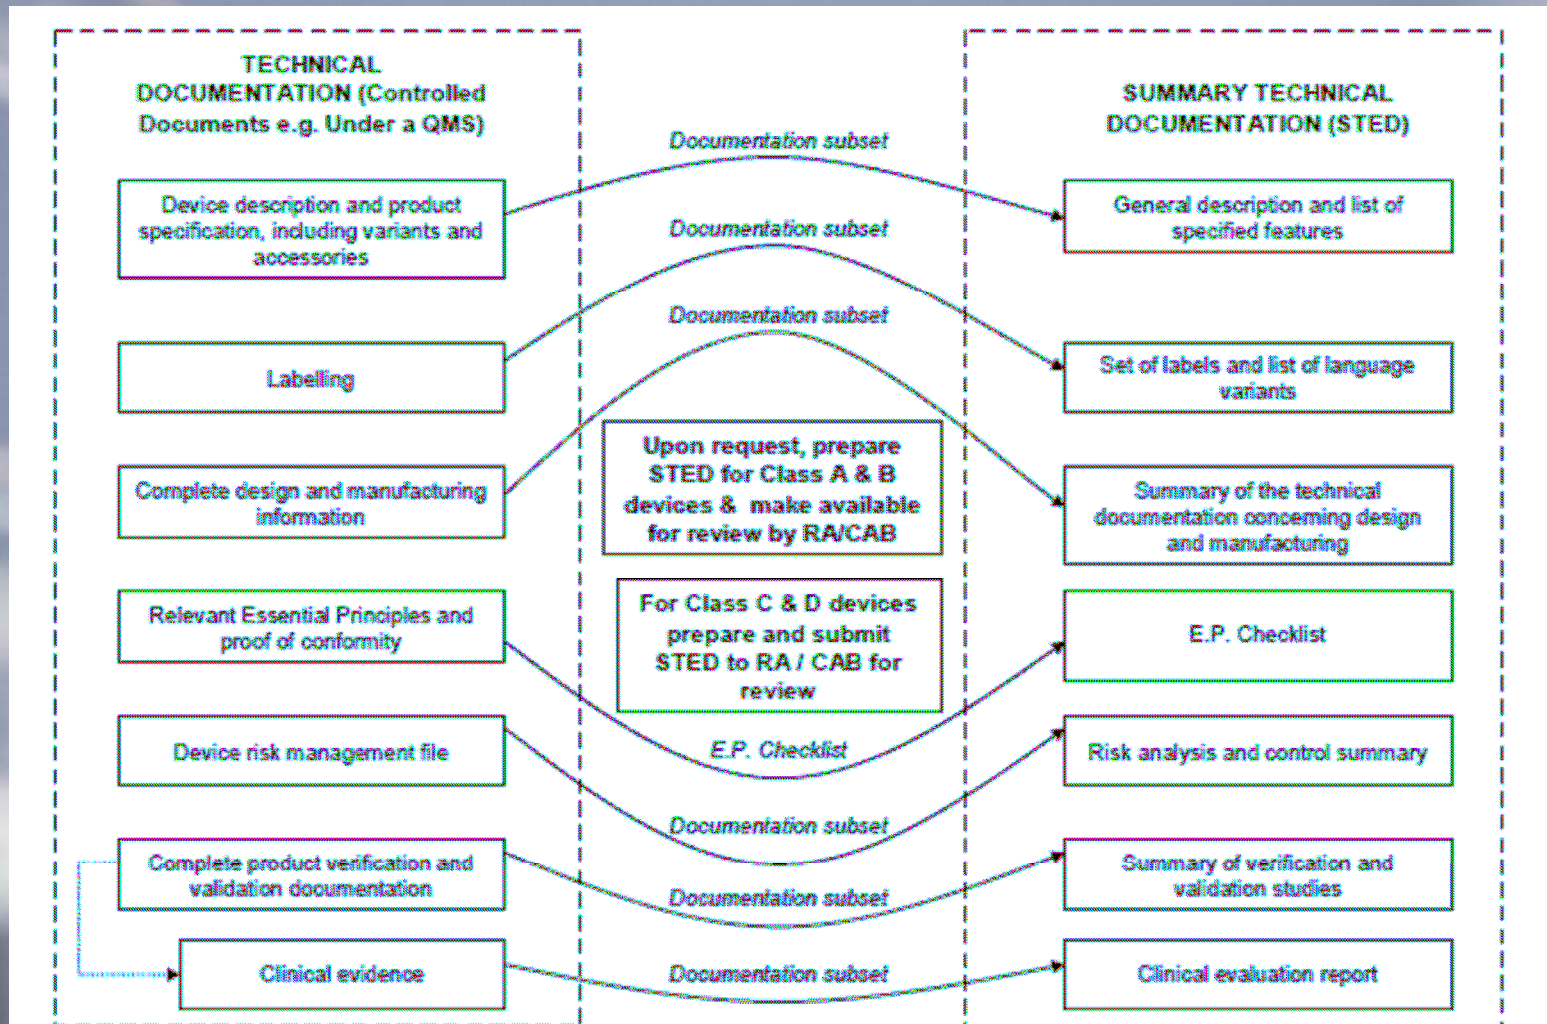 TECHNICAL
DOCUMENTATION (Controlled
Documents e.g. Under a QMS)
Device description and product
specification, including variants and
accessories
Labelling
Complete design and manufacturing
information
Relevant Essential Principles and
proof of conformity
Device risk management file
Complete product verification and
validation documentation
Clinical evidence
Documentation subset
Documentation subset
Documentation subset
Upon request, prepare
STED for Class A & B
devices & make available
for review by RA/CAB
For Class C & D devices
prepare and submit
STED to RA / CAB for
review
E.P. Checklist
Documentation subset
Documentation subset
Documentation subset
SUMMARY TECHNICAL
DOCUMENTATION (STED)
General description and list of
specified features
Set of labels and list of language
variants
Summary of the technical
documentation concerning design
and manufacturing
E.P. Checklist
Risk analysis and control summary
Summary of verification and
validation studies
Clinical evaluation report